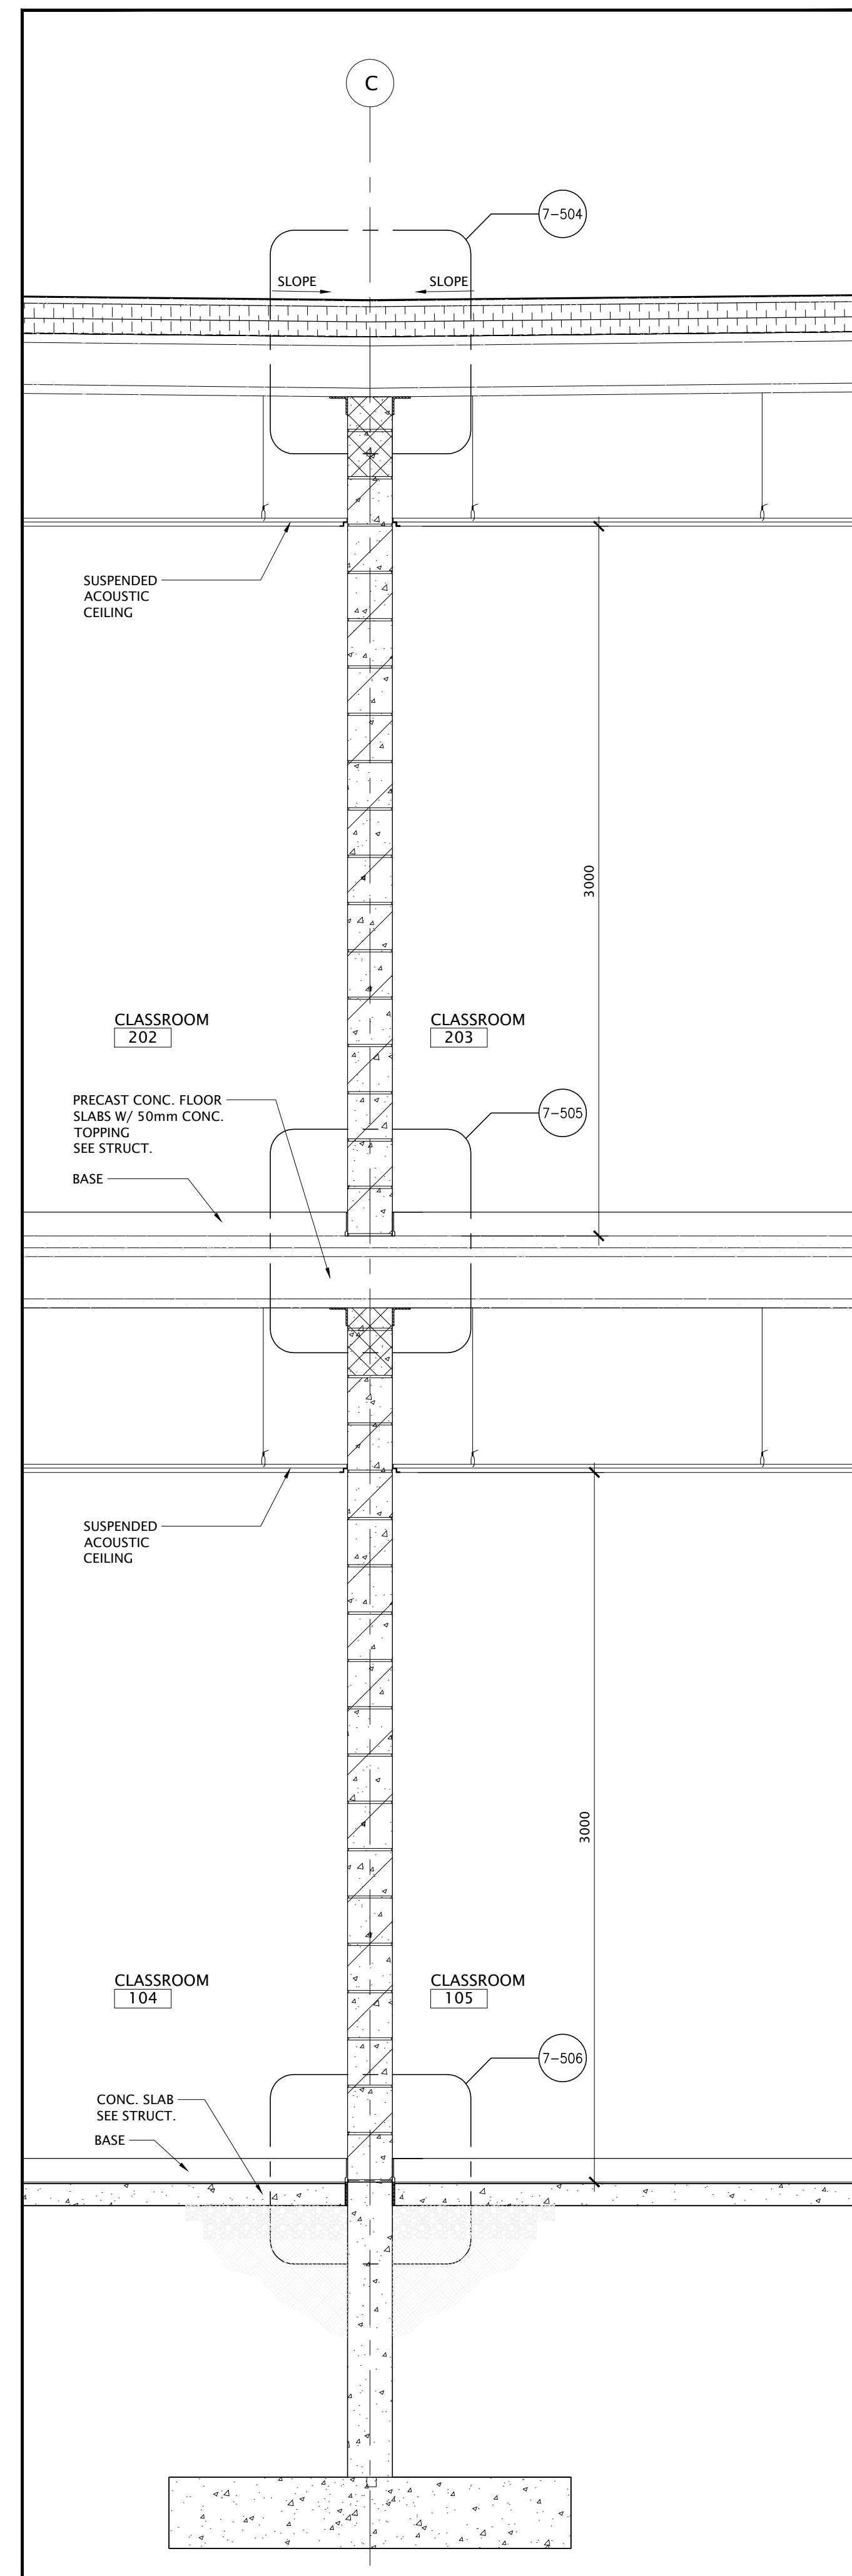 C
7-504
SLOPE
SLOPE
SUSPENDED
ACOUSTIC
CEILING
3000
CLASSROOM
202
CLASSROOM
203
PRECAST CONC. FLOOR
SLABS W/ 50mm CONC.
TOPPING
SEE STRUCT.
7-505
BASE
SUSPENDED
ACOUSTIC
CEILING
3000
CLASSROOM
104
CLASSROOM
105
7-506
CONC. SLAB
SEE STRUCT.
BASE